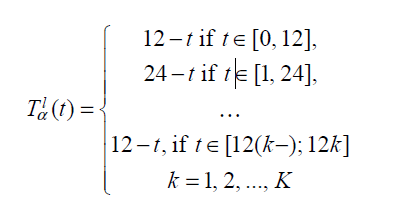 12 – t if t ∈ [0, 12],
24 – t if t ∈ [1, 24],
T^l_α(t) = {
...
12 – t, if t ∈ [12(k–); 12k]
k = 1, 2, ..., K